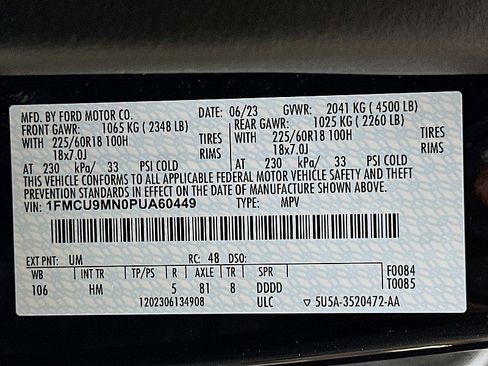 MFD. BY FORD MOTOR CO. DATE: 06/23 GVWR: 2041 KG ( 4500 LB)
FRONT GAWR: 1065 KG ( 2348 LB) REAR GAWR: 1025 KG ( 2260 LB)
WITH 225/60R18 100H TIRES WITH 225/60R18 100H TIRES
18x7.0J RIMS 18x7.0J RIMS
AT 230 kPa/ 33 PSI COLD AT 230 kPa/ 33 PSI COLD
THIS VEHICLE CONFORMS TO ALL APPLICABLE FEDERAL MOTOR VEHICLE SAFETY AND THEFT
PREVENTION STANDARDS IN EFFECT ON THE DATE OF MANUFACTURE SHOWN ABOVE.
VIN: 1FMCU9MN0PUA60449 TYPE: MPV
EXT PNT: UM RC: 48 DSO:
WB INT TR TP/PS R AXLE TR SPR F0084
106 HM 5 81 8 DDDD T0085
1202306134908 ULC ▽ 5U5A-3520472-AA